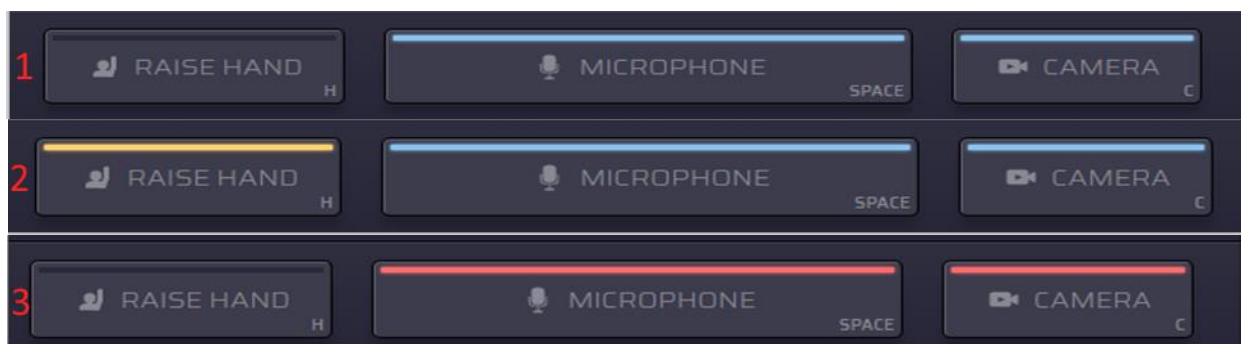 1 RAISE HAND H MICROPHONE SPACE CAMERA C
2 RAISE HAND H MICROPHONE SPACE CAMERA C
3 RAISE HAND H MICROPHONE SPACE CAMERA C